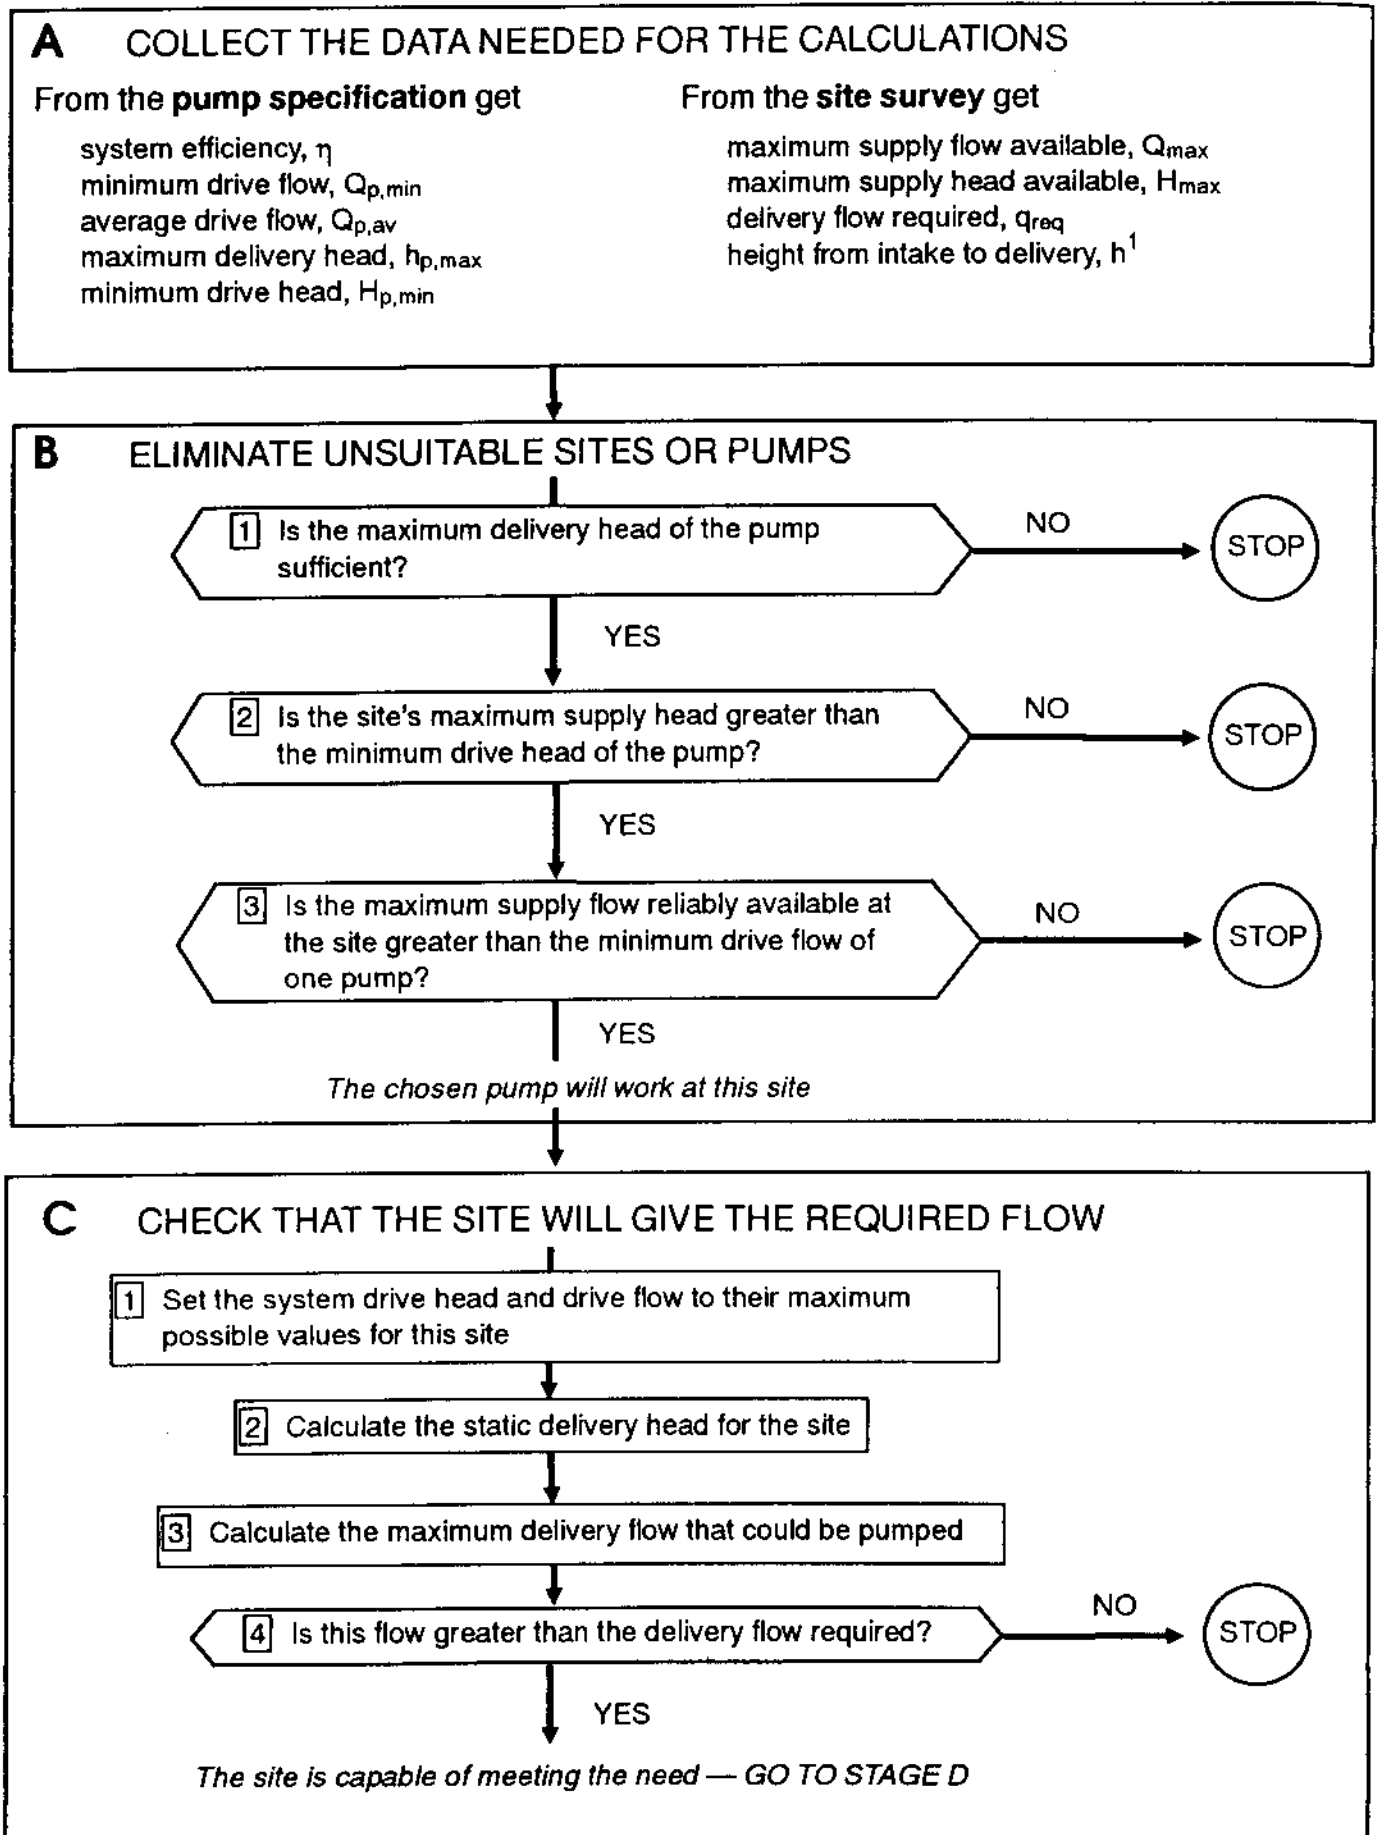 A COLLECT THE DATA NEEDED FOR THE CALCULATIONS
From the pump specification get
system efficiency, η
minimum drive flow, Qp,min
average drive flow, Qp,av
maximum delivery head, hp,max
minimum drive head, Hp,min
From the site survey get
maximum supply flow available, Qmax
maximum supply head available, Hmax
delivery flow required, qreq
height from intake to delivery, h1
B ELIMINATE UNSUITABLE SITES OR PUMPS
1 Is the maximum delivery head of the pump
sufficient?
NO
STOP
YES
2 Is the site's maximum supply head greater than
the minimum drive head of the pump?
NO
STOP
YES
3 Is the maximum supply flow reliably available at
the site greater than the minimum drive flow of
one pump?
NO
STOP
YES
The chosen pump will work at this site
C CHECK THAT THE SITE WILL GIVE THE REQUIRED FLOW
1 Set the system drive head and drive flow to their maximum
possible values for this site
2 Calculate the static delivery head for the site
3 Calculate the maximum delivery flow that could be pumped
4 Is this flow greater than the delivery flow required?
NO
STOP
YES
The site is capable of meeting the need — GO TO STAGE D